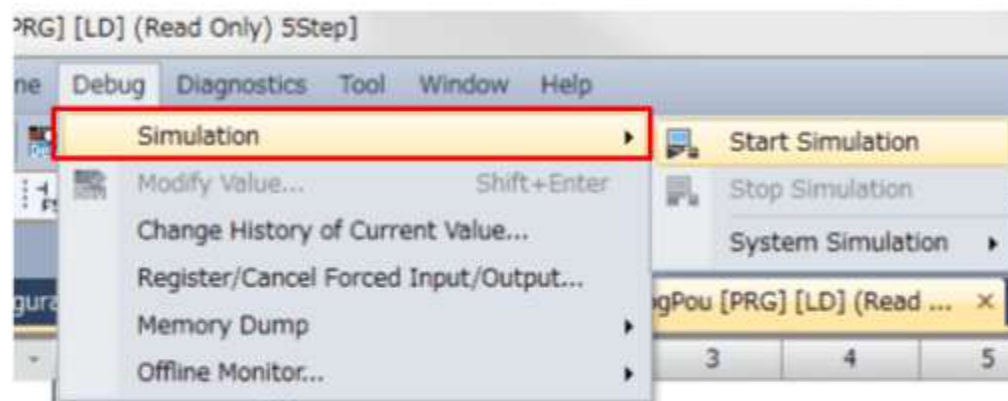 PRG] [LD] (Read Only) 5Step]
ne Debug Diagnostics Tool Window Help
Simulation
Start Simulation
Modify Value... Shift+Enter
Stop Simulation
Change History of Current Value...
System Simulation
Register/Cancel Forced Input/Output...
gura
gPou [PRG] [LD] (Read ...
Memory Dump
3 4 5
Offline Monitor...